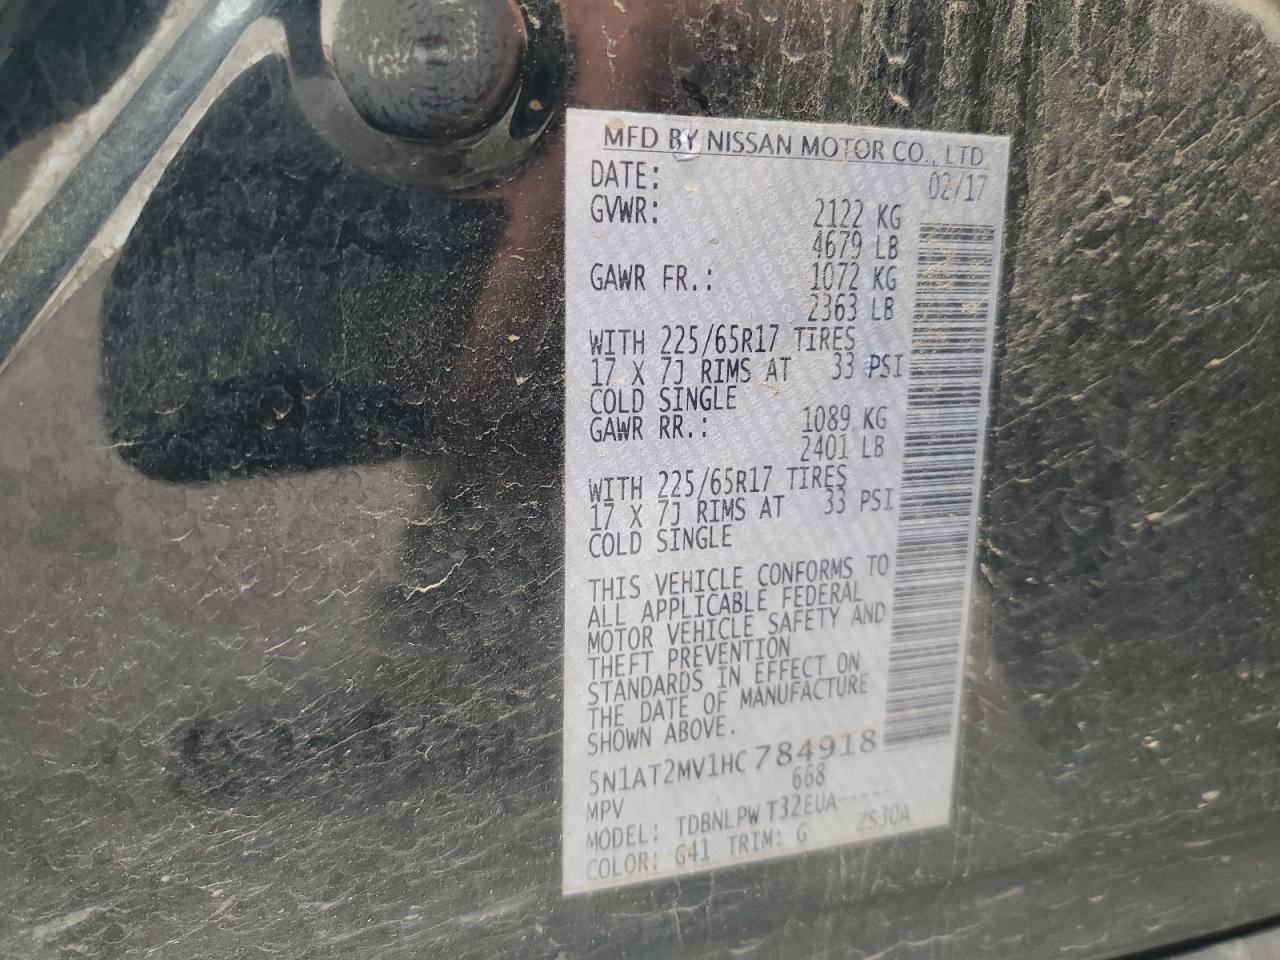 MFD BY NISSAN MOTOR CO., LTD
DATE: 02/17
GVWR: 2122 KG
4679 LB
GAWR FR.: 1072 KG
2363 LB
WITH 225/65R17 TIRES
17 X 7J RIMS AT 33 PSI
COLD SINGLE
GAWR RR.: 1089 KG
2401 LB
WITH 225/65R17 TIRES
17 X 7J RIMS AT 33 PSI
COLD SINGLE
THIS VEHICLE CONFORMS TO
ALL APPLICABLE FEDERAL
MOTOR VEHICLE SAFETY AND
THEFT PREVENTION
STANDARDS IN EFFECT ON
THE DATE OF MANUFACTURE
SHOWN ABOVE.
5N1AT2MV1HC784918
MPV 668
MODEL: TDBNLPW T32EUA-----
COLOR: G41 TRIM: G ZS30A